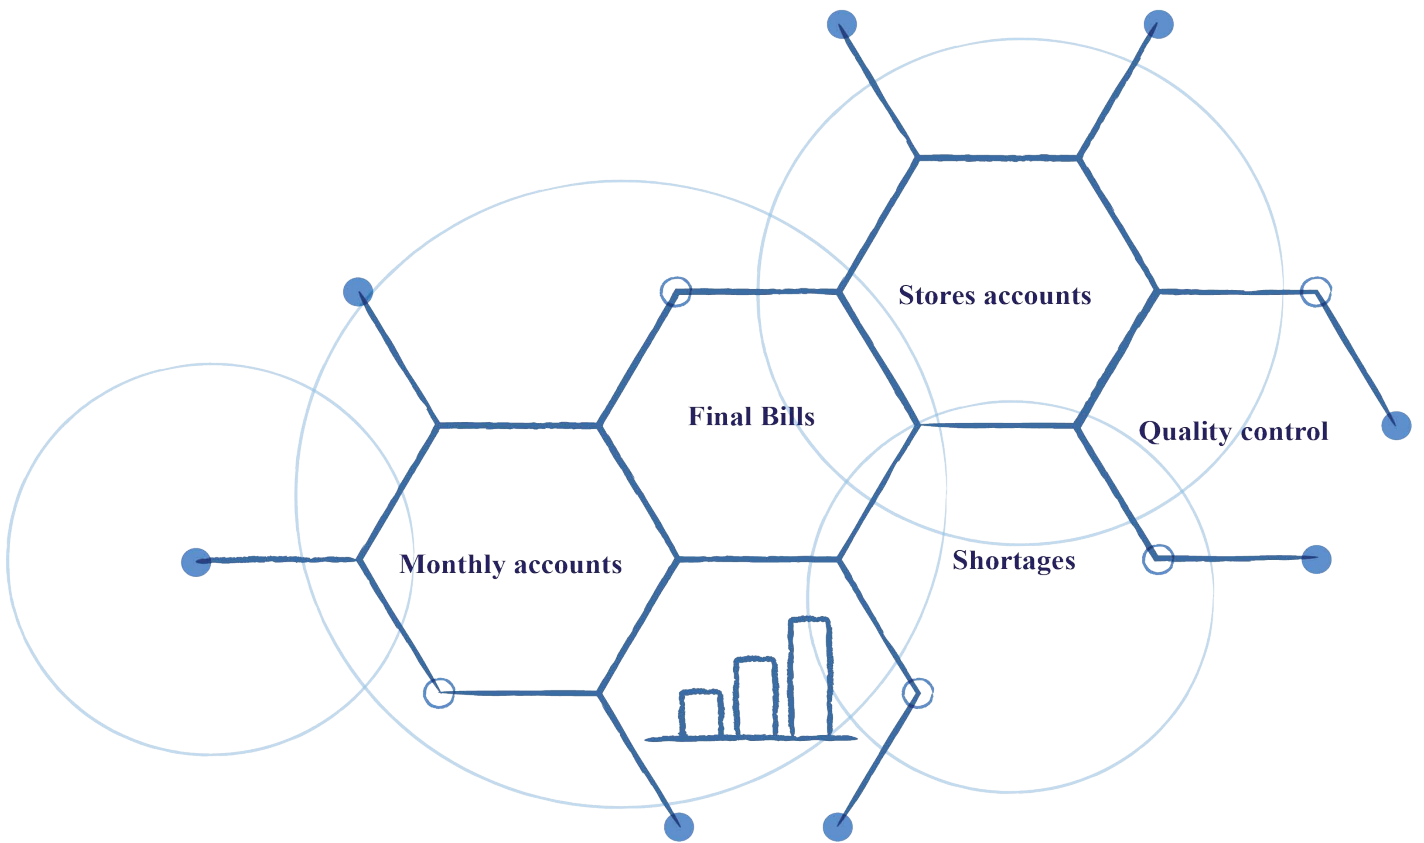 Stores accounts
Final Bills
Quality control
Monthly accounts
Shortages